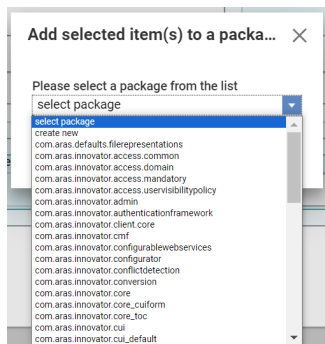 Add selected item(s) to a packa...
Please select a package from the list
select package
select package
create new
com.aras.defaults.filerepresentations
com.aras.innovator.access.common
com.aras.innovator.access.domain
com.aras.innovator.access.mandatory
com.aras.innovator.access.uservisibilitypolicy
com.aras.innovator.admin
com.aras.innovator.authenticationframework
com.aras.innovator.client.core
com.aras.innovator.cmf
com.aras.innovator.configurablewebservices
com.aras.innovator.configurator
com.aras.innovator.conflictdetection
com.aras.innovator.conversion
com.aras.innovator.core
com.aras.innovator.core_cuiform
com.aras.innovator.core_toc
com.aras.innovator.cui
com.aras.innovator.cui_default